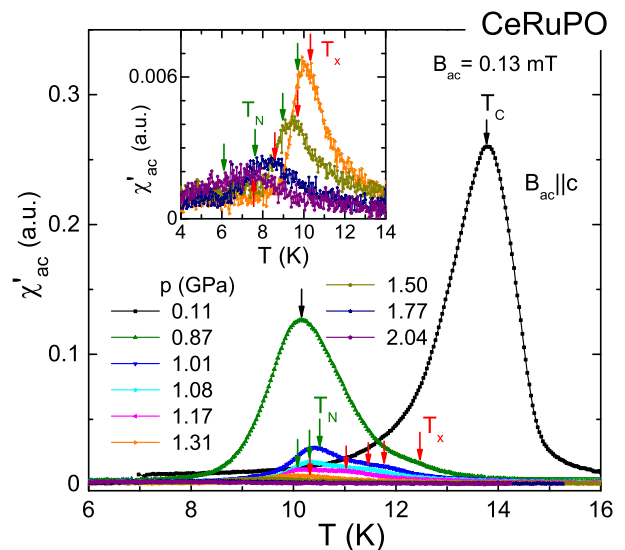 CeRuPO
B_ac = 0.13 mT
T_C
B_ac||c
χ'_ac (a.u.)
0.3
0.2
0.1
0
6 8 10 12 14 16
T (K)
χ'_ac (a.u.)
0.006
0
4 6 8 10 12 14
T (K)
T_N
T_x
p (GPa)
0.11
0.87
1.01
1.08
1.17
1.31
1.50
1.77
2.04
T_N
T_x